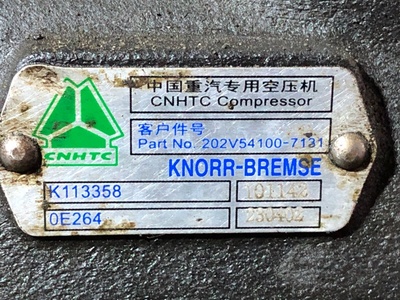 中国重汽专用空压机
CNHTC Compressor
CNHTC
客户件号
Part No. 202V54100-7131
KNORR-BREMSE
K113358
101142
0E264
230402